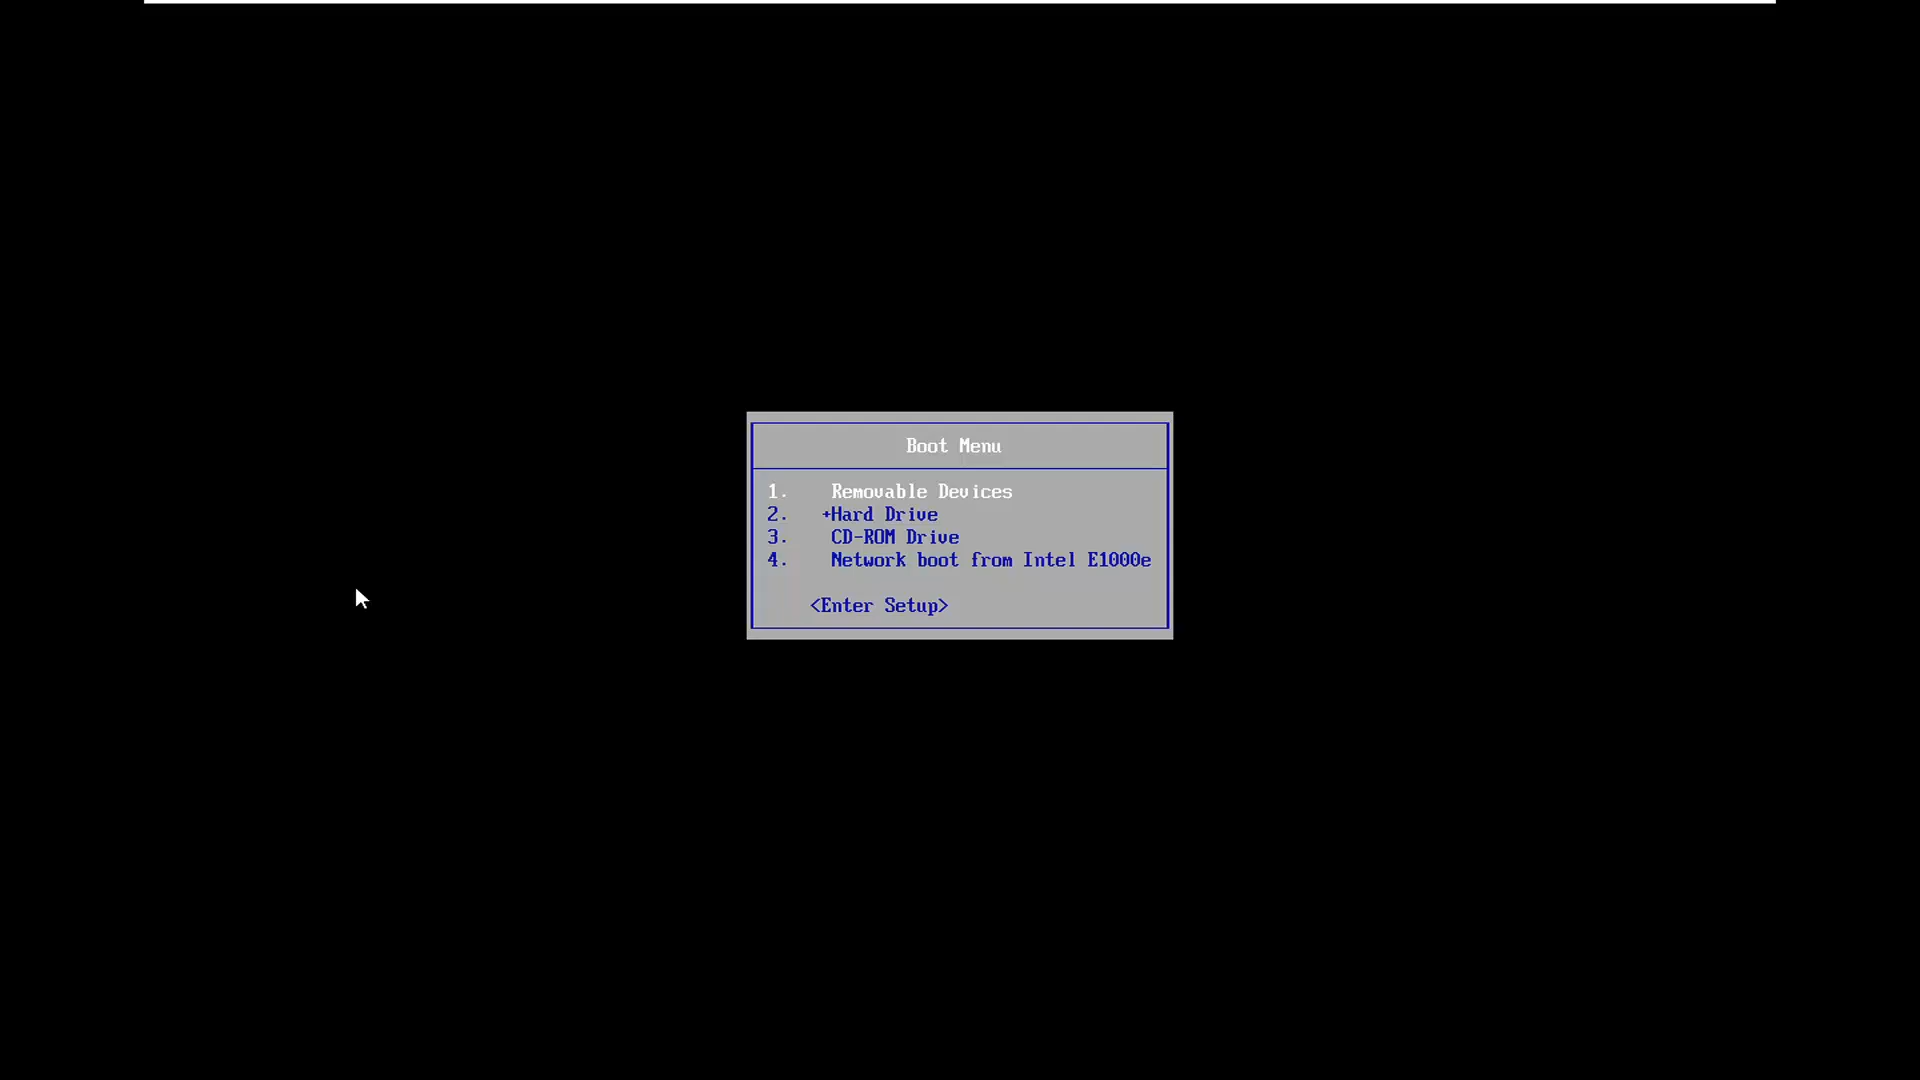 Boot Menu
1. Removable Devices
2. +Hard Drive
3. CD-ROM Drive
4. Network boot from Intel E1000e
<Enter Setup>